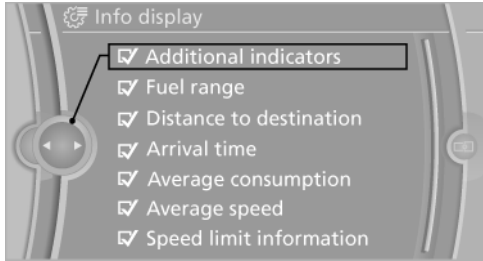 Info display
Additional indicators
Fuel range
Distance to destination
Arrival time
Average consumption
Average speed
Speed limit information